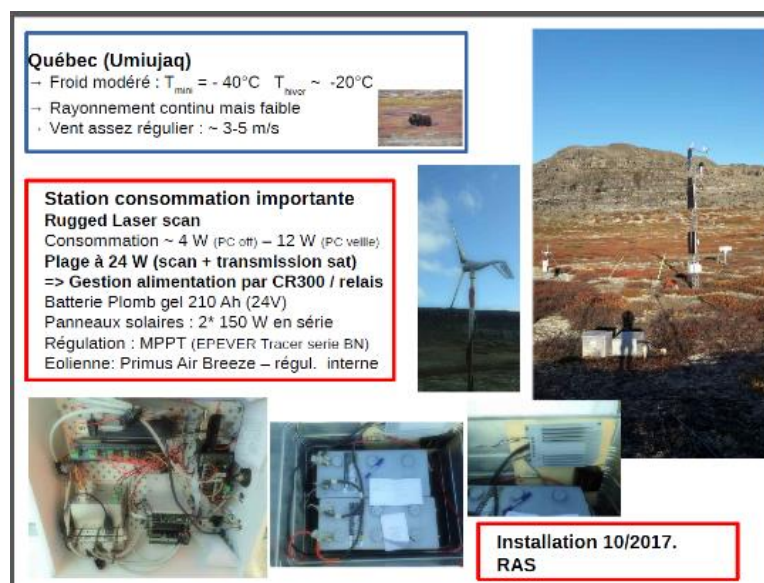 Québec (Umiujaq)
→ Froid modéré : Tmini = - 40°C Thiver ~ -20°C
→ Rayonnement continu mais faible
→ Vent assez régulier : ~ 3-5 m/s
Station consommation importante
Rugged Laser scan
Consommation ~ 4 W (PC off) – 12 W (PC veille)
Plage à 24 W (scan + transmission sat)
=> Gestion alimentation par CR300 / relais
Batterie Plomb gel 210 Ah (24V)
Panneaux solaires : 2* 150 W en série
Régulation : MPPT (EPEVER Tracer serie BN)
Eolienne: Primus Air Breeze – régul. interne
Installation 10/2017.
RAS